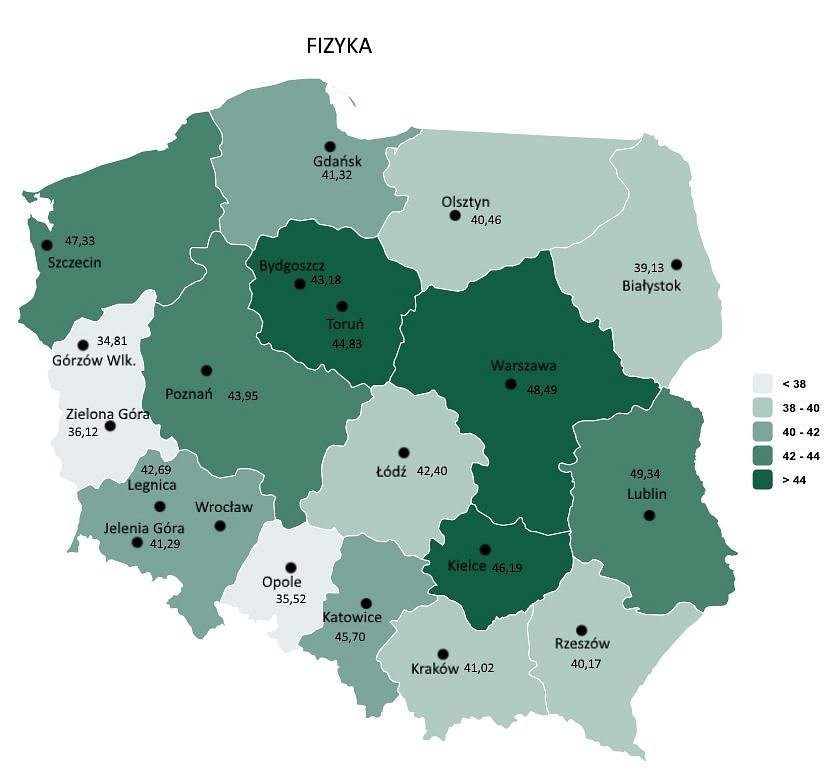 FIZYKA
Gdańsk
41,32
Olsztyn
40,46
47,33
Szczecin
39,13
Białystok
Bydgoszcz
43,18
Toruń
44,83
34,81
Górzów Wlk.
Warszawa
48,49
Poznań
43,95
Zielona Góra
36,12
< 38
38 - 40
40 - 42
42 - 44
> 44
42,69
Legnica
Łódź
42,40
49,34
Lublin
Wrocław
Jelenia Góra
41,29
Opole
35,52
Kielce
46,19
Katowice
45,70
Kraków
41,02
Rzeszów
40,17